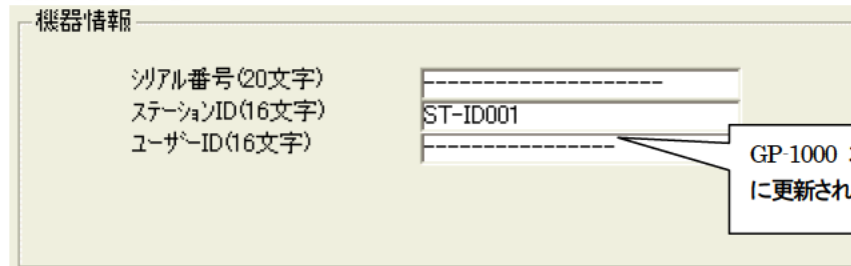 機器情報
シリアル番号(20文字) --------------------
ステーションID(16文字) ST-ID001
ユーザーID(16文字) ----------------
GP-1000
に更新され